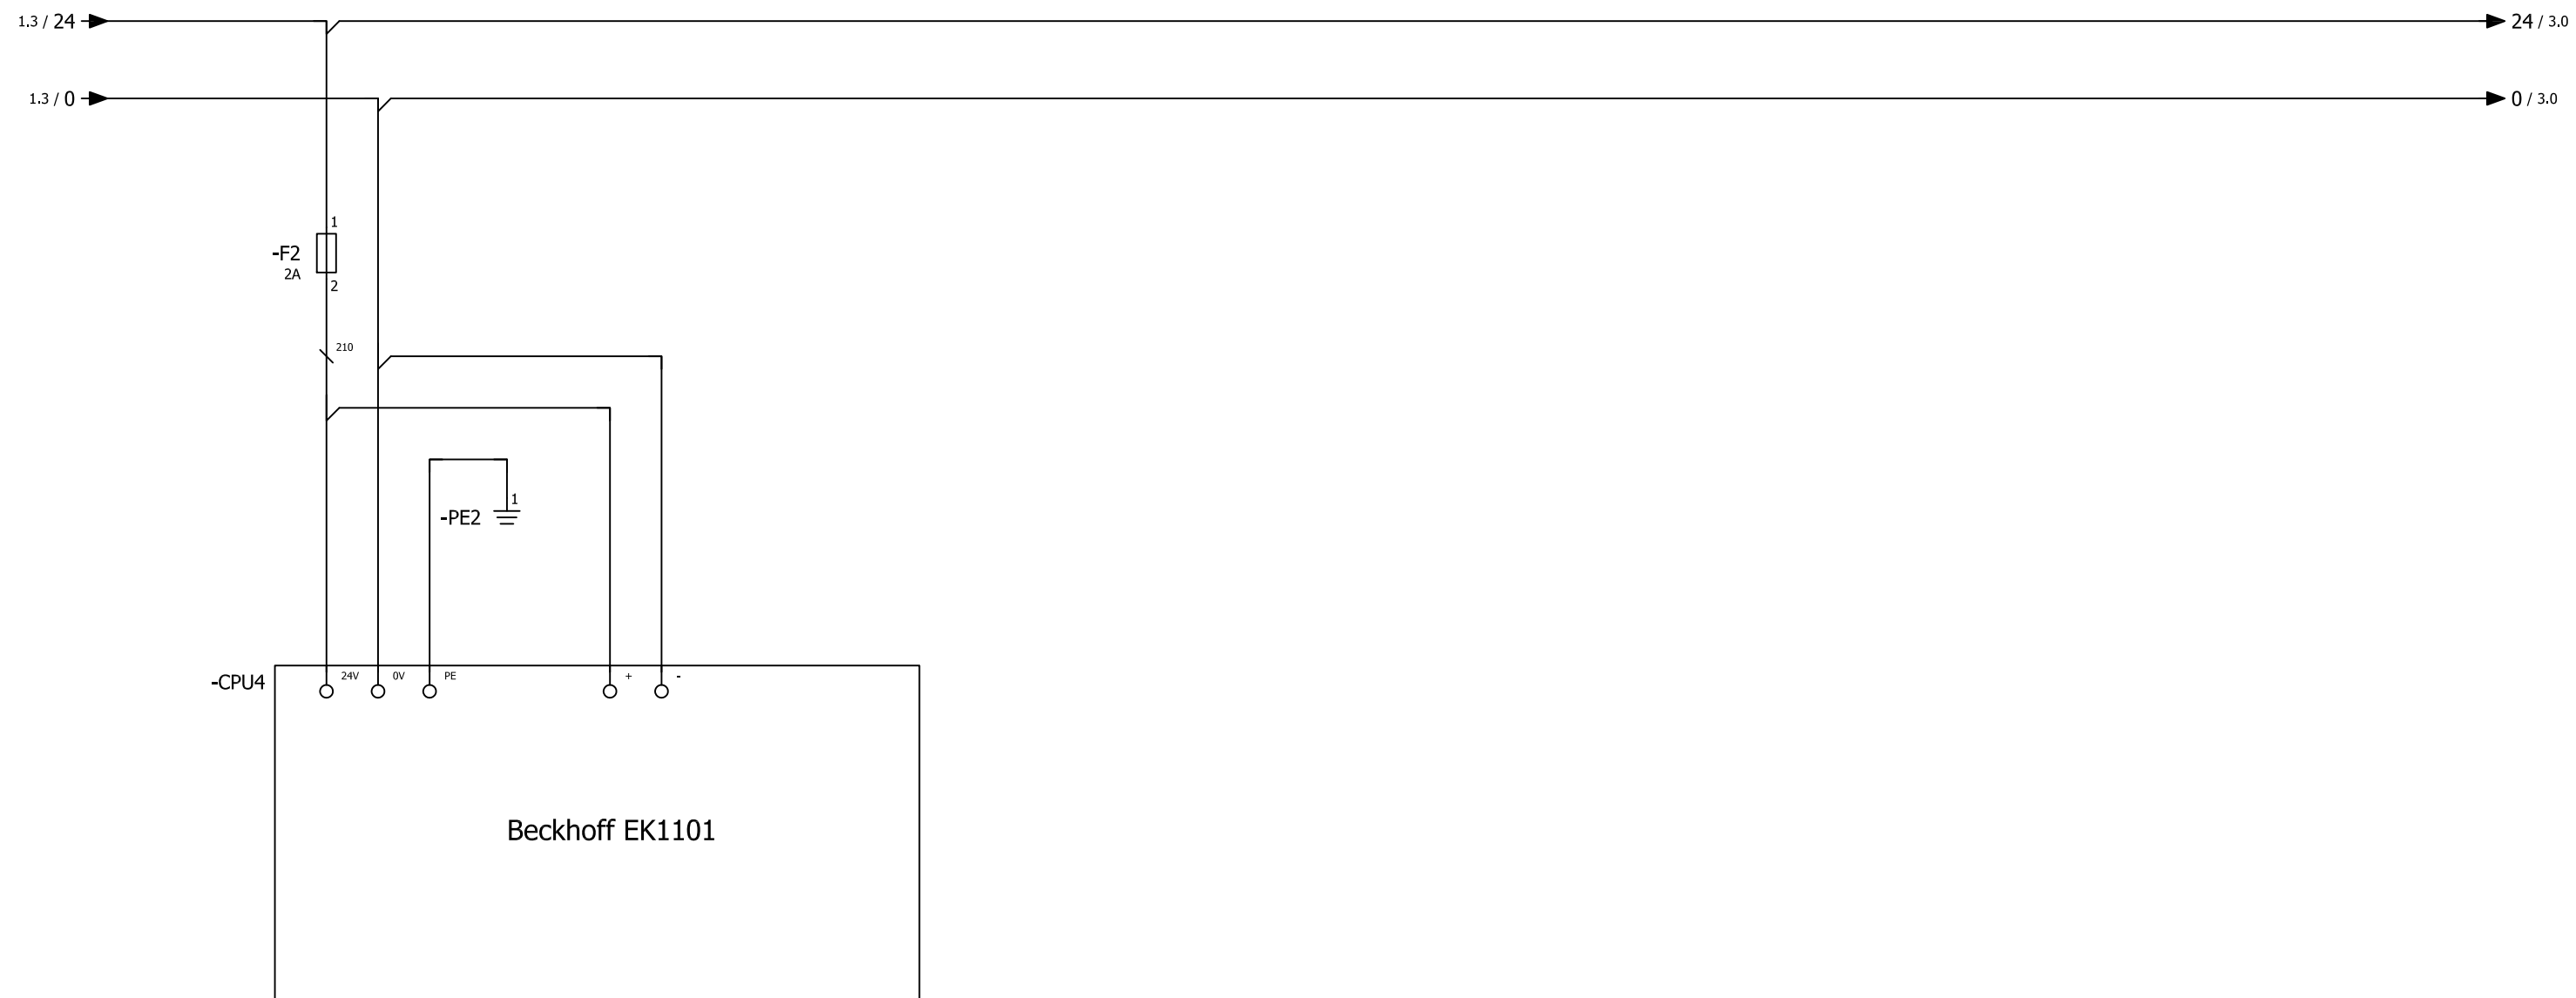 1.3 / 24
24 / 3.0
1.3 / 0
0 / 3.0
1
-F2
2A
2
210
1
-PE2
-CPU4
24V
0V
PE
+
-
Beckhoff EK1101